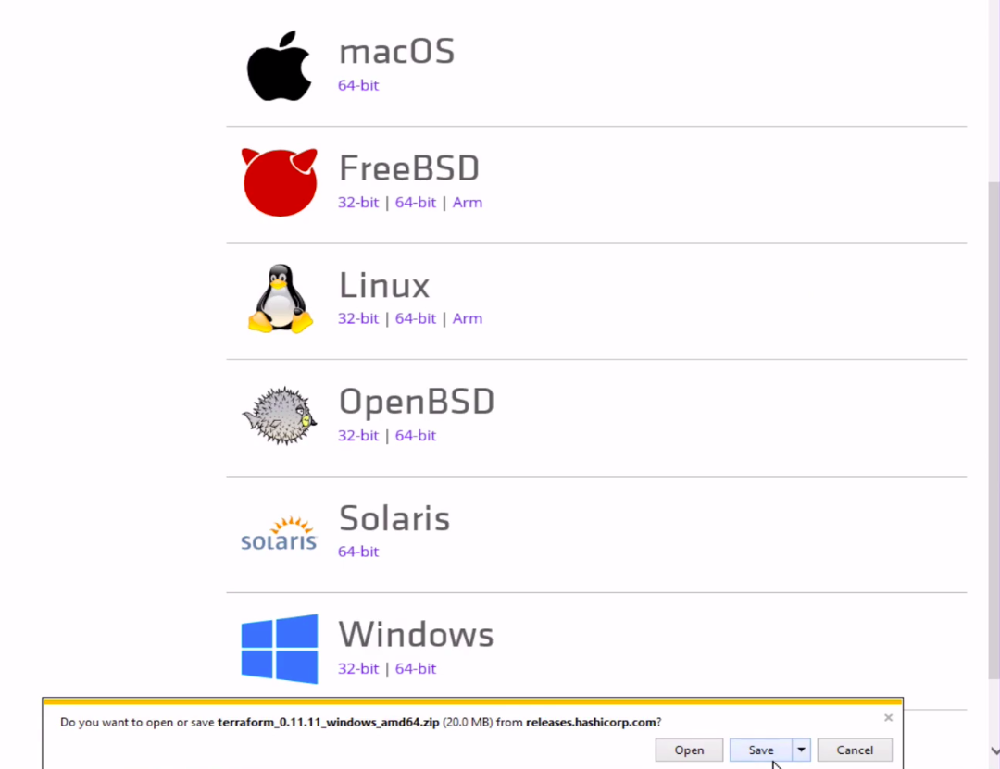 macOS
64-bit
FreeBSD
32-bit | 64-bit | Arm
Linux
32-bit | 64-bit | Arm
OpenBSD
32-bit | 64-bit
solaris
Solaris
64-bit
Windows
32-bit | 64-bit
Do you want to open or save terraform_0.11.11_windows_amd64.zip (20.0 MB) from releases.hashicorp.com?
Open Save Cancel